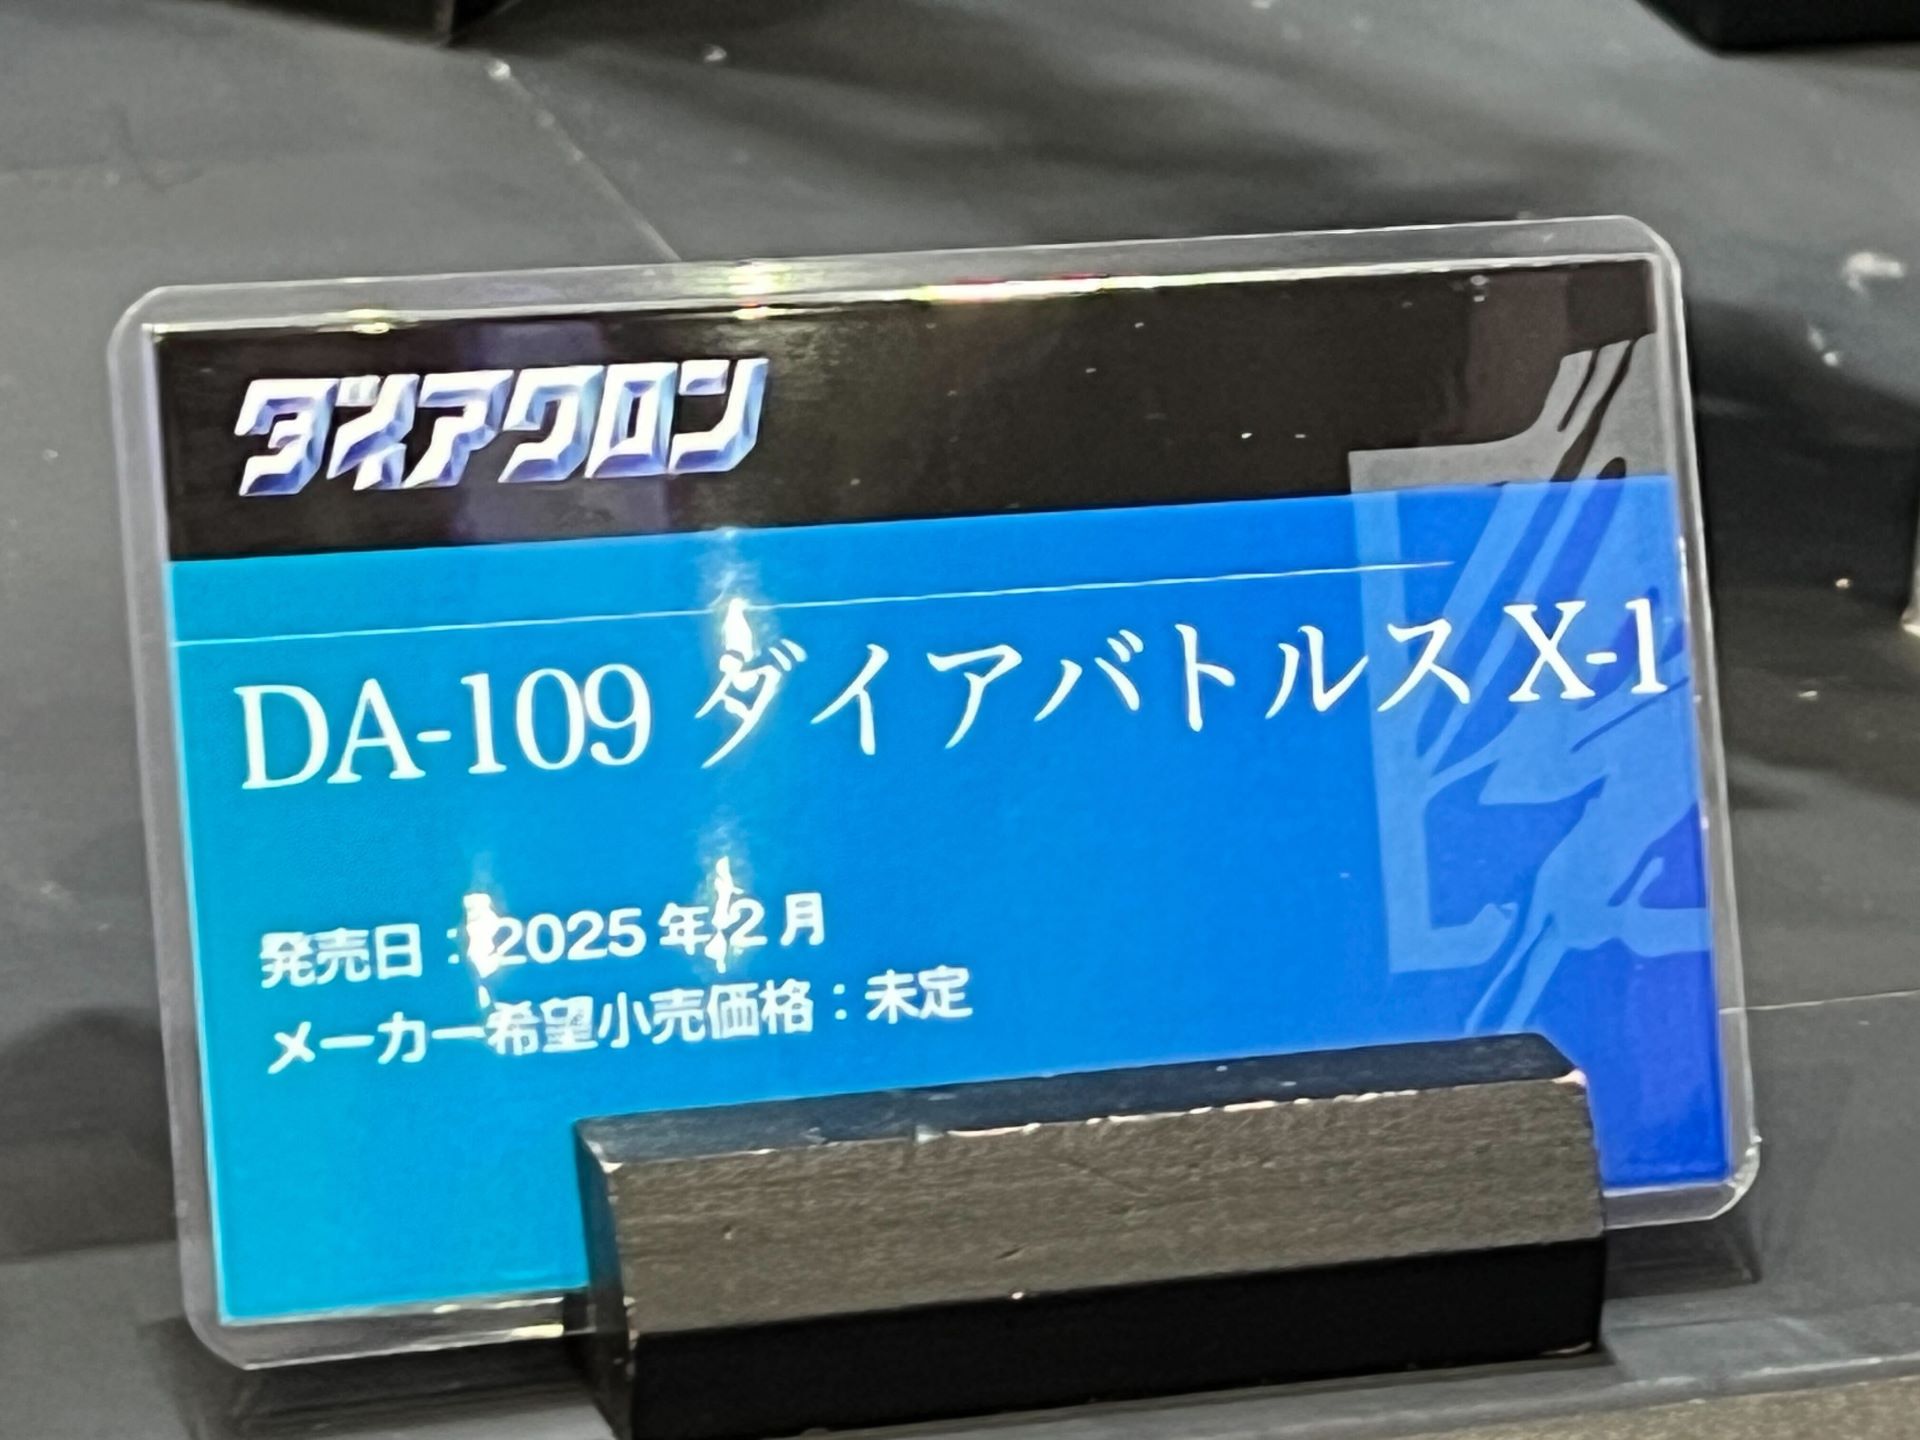 ダイアクロン
DA-109 ダイアバトルス X-1
発売日：2025 年 月
メーカー希望小売価格：未定